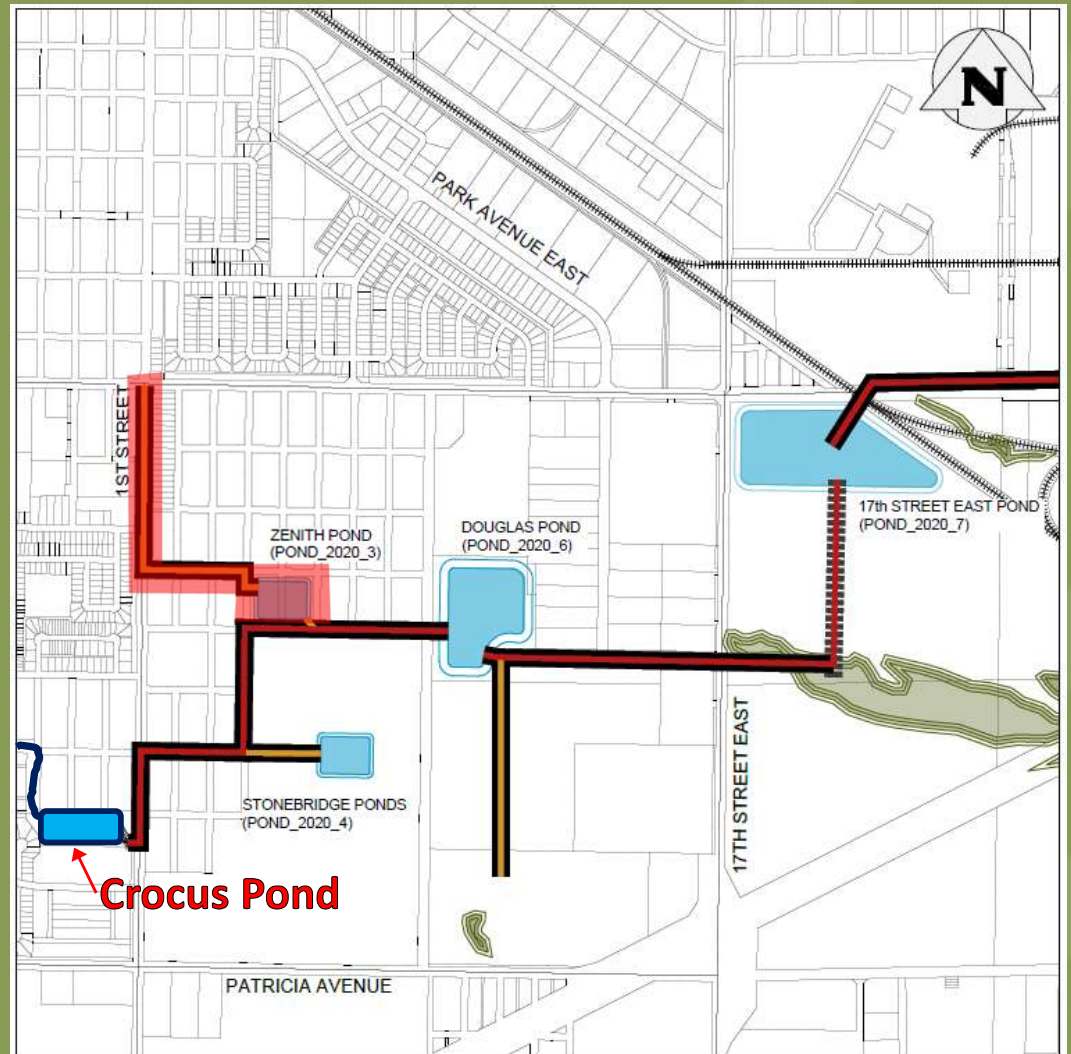 N
PARK AVENUE EAST
1ST STREET
ZENITH POND
(POND_2020_3)
DOUGLAS POND
(POND_2020_6)
17th STREET EAST POND
(POND_2020_7)
17TH STREET EAST
STONEBRIDGE PONDS
(POND_2020_4)
Crocus Pond
PATRICIA AVENUE